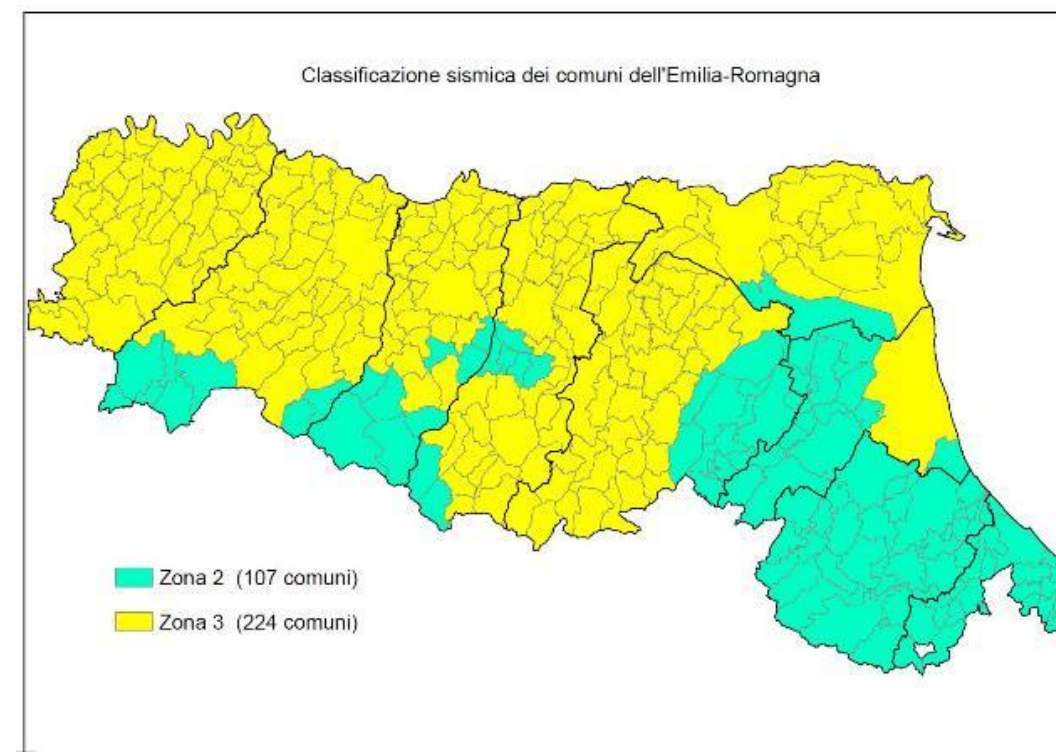 Classificazione sismica dei comuni dell'Emilia-Romagna
Zona 2 (107 comuni)
Zona 3 (224 comuni)